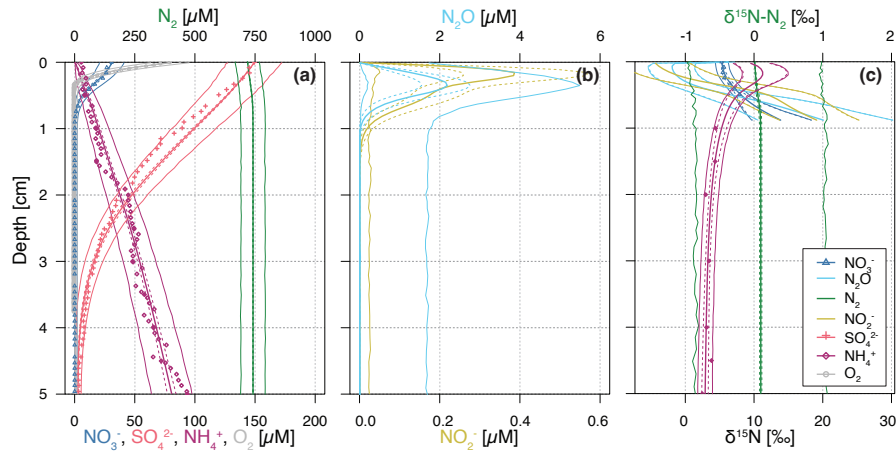 N₂ [µM]
N₂O [µM]
δ¹⁵N-N₂ [‰]
0 250 500 750 1000
0 2 4 6
-1 0 1 2
(a)
(b)
(c)
Depth [cm]
0
1
2
3
4
5
NO₃⁻
N₂O
N₂
NO₂⁻
SO₄²⁻
NH₄⁺
O₂
0 50 100 150 200
0.0 0.2 0.4 0.6
0 10 20 30
NO₃⁻, SO₄²⁻, NH₄⁺, O₂ [µM]
NO₂⁻ [µM]
δ¹⁵N [‰]